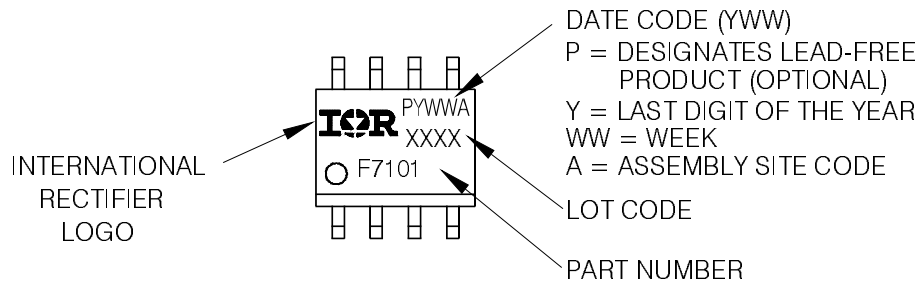 DATE CODE (YWW)
P = DESIGNATES LEAD-FREE
PRODUCT (OPTIONAL)
Y = LAST DIGIT OF THE YEAR
WW = WEEK
A = ASSEMBLY SITE CODE
LOT CODE
PART NUMBER
INTERNATIONAL
RECTIFIER
LOGO
PYWWA
IOR
XXXX
F7101